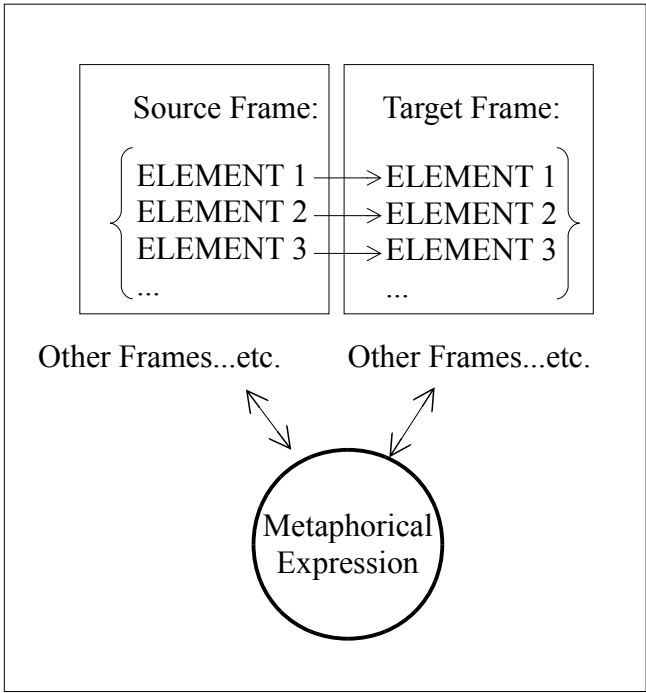 Source Frame:
ELEMENT 1
ELEMENT 2
ELEMENT 3
...
Target Frame:
ELEMENT 1
ELEMENT 2
ELEMENT 3
...
Other Frames...etc.
Other Frames...etc.
Metaphorical
Expression